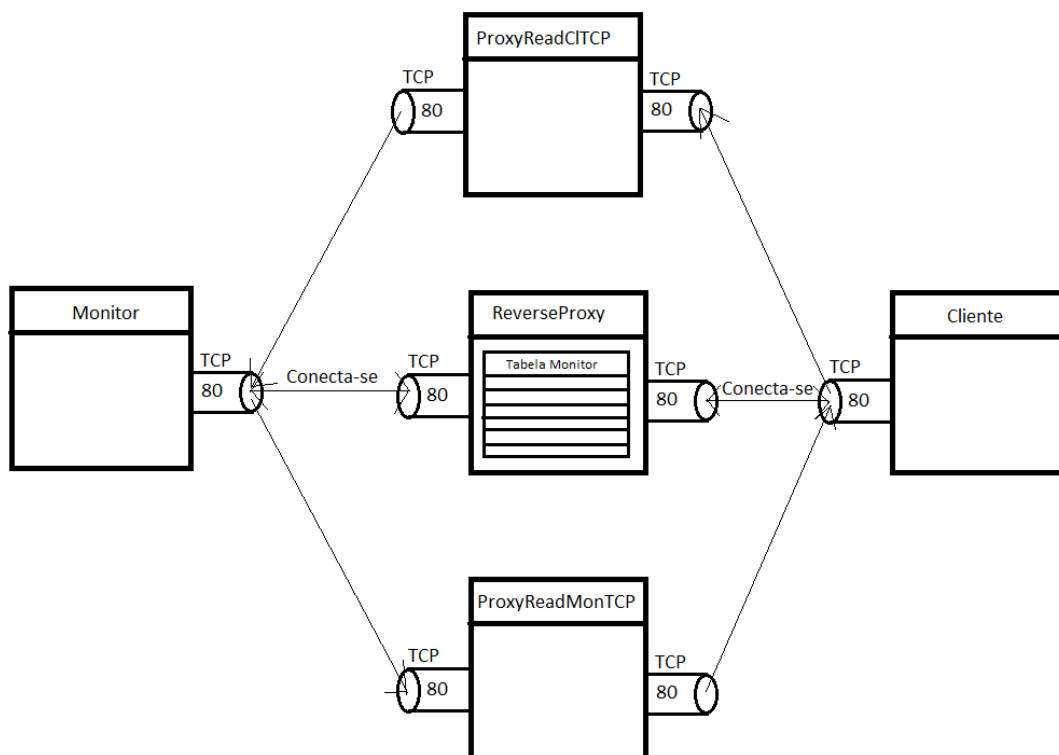 ProxyReadClTCP
TCP
80
TCP
80
Monitor
TCP
80
Conecta-se
ReverseProxy
Tabela Monitor
TCP
80
TCP
80
Conecta-se
Cliente
TCP
80
ProxyReadMonTCP
TCP
80
TCP
80